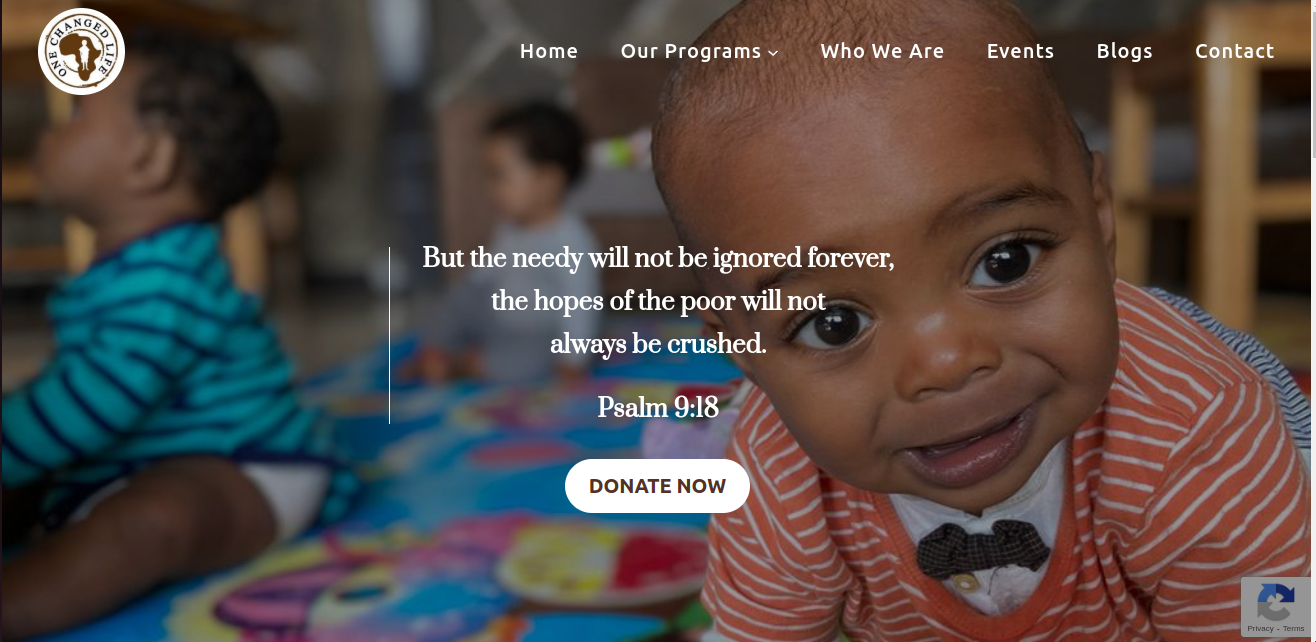 ONE CHANGED LIFE
Home Our Programs Who We Are Events Blogs Contact
But the needy will not be ignored forever,
the hopes of the poor will not
always be crushed.
Psalm 9:18
DONATE NOW
Privacy - Terms